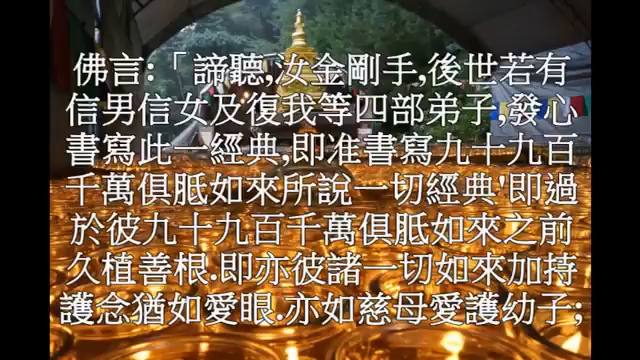 佛言:「諦聽,汝金剛手,後世若有
信男信女及復我等四部弟子,發心
書寫此一經典,即准書寫九十九百
千萬俱胝如來所說一切經典'即過
於彼九十九百千萬俱胝如來之前
久植善根.即亦彼諸一切如來加持
護念猶如愛眼.亦如慈母愛護幼子;